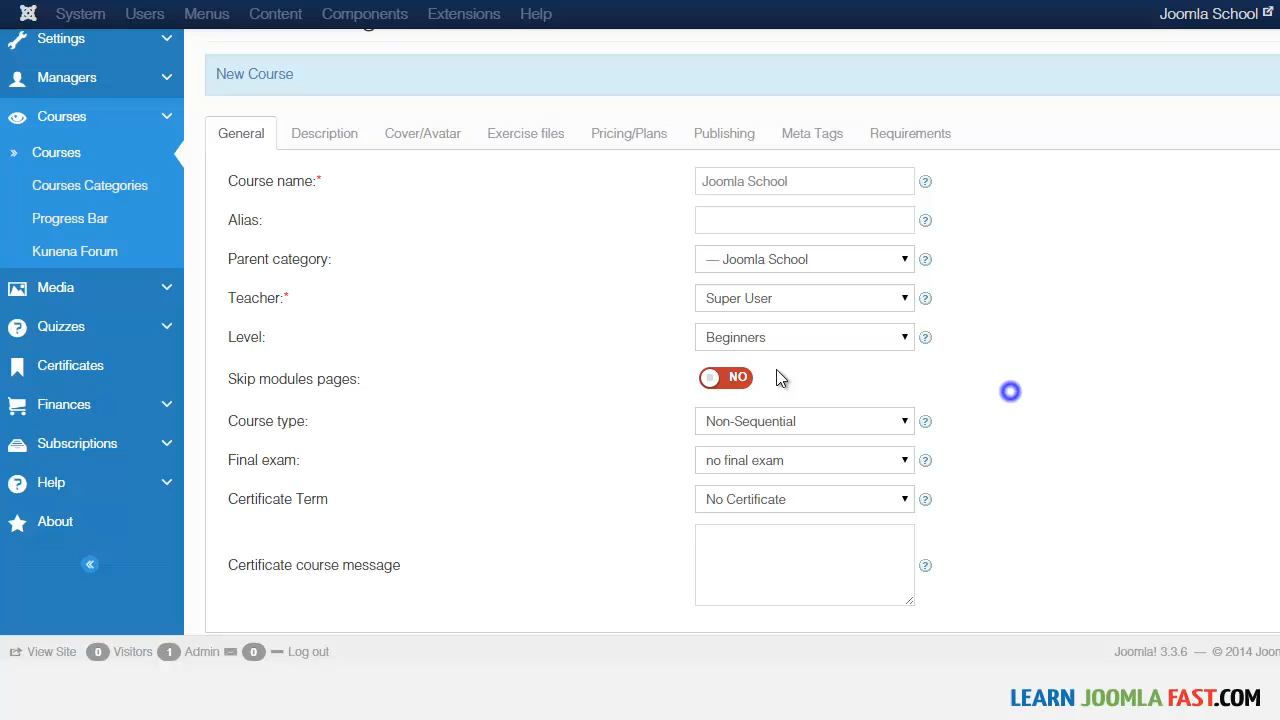 System Users Menus Content Components Extensions Help Joomla School
Settings
Managers
New Course
Courses
General Description Cover/Avatar Exercise files Pricing/Plans Publishing Meta Tags Requirements
» Courses
Course name:* Joomla School ?
Courses Categories
Alias: ?
Progress Bar
Kunena Forum
Parent category: — Joomla School ?
Media
Teacher:* Super User ?
Quizzes
Level: Beginners ?
Certificates
Skip modules pages: NO
Finances
Course type: Non-Sequential ?
Subscriptions
Final exam: no final exam ?
Help
Certificate Term No Certificate ?
About
Certificate course message ?
View Site 0 Visitors 1 Admin 0 Log out Joomla! 3.3.6 — © 2014
LEARN JOOMLA FAST.COM